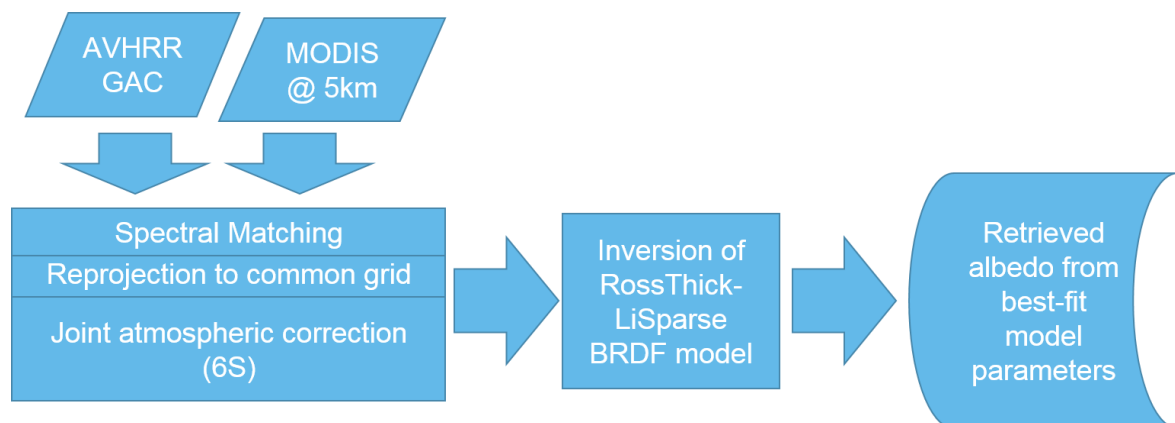 AVHRR
GAC
MODIS
@ 5km
Spectral Matching
Reprojection to common grid
Joint atmospheric correction
(6S)
Inversion of
RossThick-
LiSparse
BRDF model
Retrieved
albedo from
best-fit
model
parameters